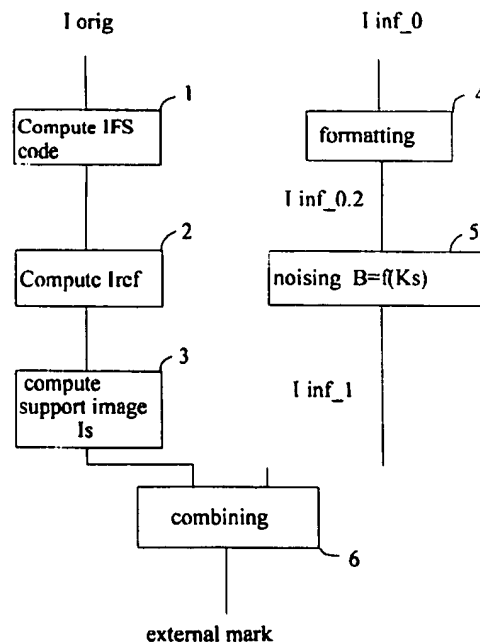 I orig
I inf_0
1
4
Compute IFS
code
formatting
I inf_0.2
2
5
Compute Iref
noising B=f(Ks)
3
compute
support image
Is
I inf_1
combining
6
external mark